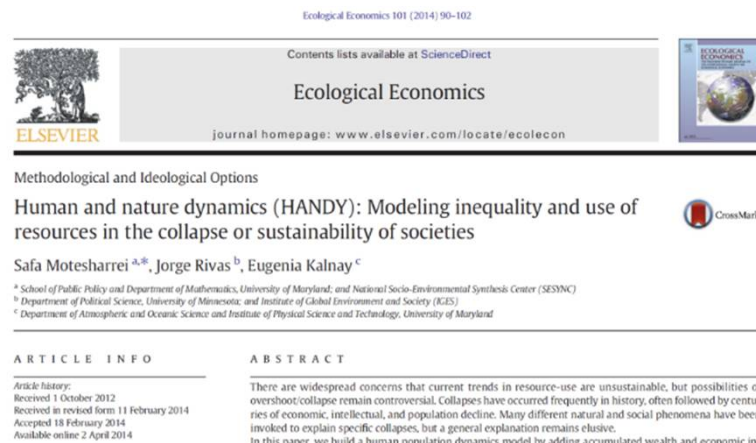 Ecological Economics 101 (2014) 90–102
Contents lists available at ScienceDirect
ECOLOGICAL
ECONOMICS
Ecological Economics
ELSEVIER
journal homepage: www.elsevier.com/locate/ecolecon
Methodological and Ideological Options
Human and nature dynamics (HANDY): Modeling inequality and use of
resources in the collapse or sustainability of societies
CrossMar
Safa Motesharrei a,*, Jorge Rivas b, Eugenia Kalnay c
a School of Public Policy and Department of Mathematics, University of Maryland; and National Socio-Environmental Synthesis Center (SESYNC)
b Department of Political Science, University of Minnesota; and Institute of Global Environment and Society (IGES)
c Department of Atmospheric and Oceanic Science and Institute of Physical Science and Technology, University of Maryland
ARTICLE INFO
Article history:
Received 1 October 2012
Received in revised form 11 February 2014
Accepted 18 February 2014
Available online 2 April 2014
ABSTRACT
There are widespread concerns that current trends in resource-use are unsustainable, but possibilities o
overshoot/collapse remain controversial. Collapses have occurred frequently in history, often followed by centu
ries of economic, intellectual, and population decline. Many different natural and social phenomena have been
invoked to explain specific collapses, but a general explanation remains elusive.
In this paper, we build a human population dynamics model by adding accumulated wealth and economic in